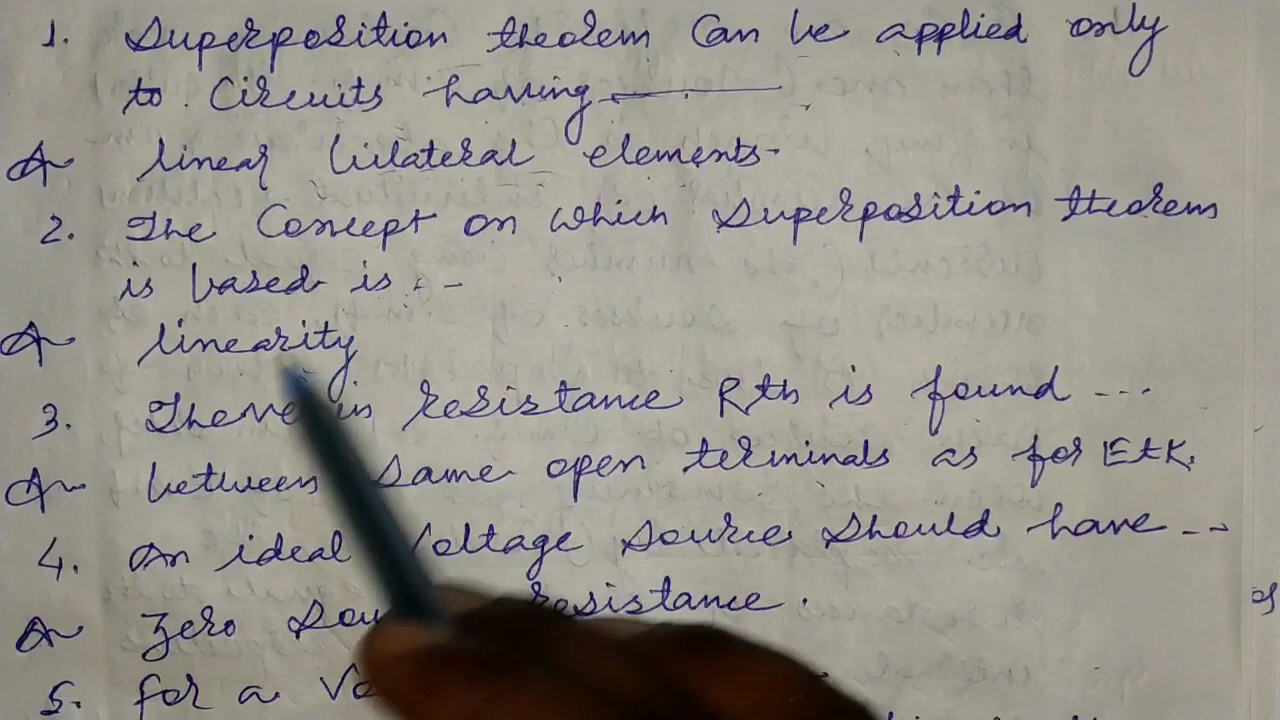 1. Superposition theorem Can be applied only
to Circuits having ———
A linear bilateral elements.
2. The Concept on which Superposition theorem
is based is :-
A linearity
3. Thevenin resistance Rth is found ...
A between same open terminals as for
4. An ideal Voltage Source Should have ...
A Zero resistance.
of
5. for a